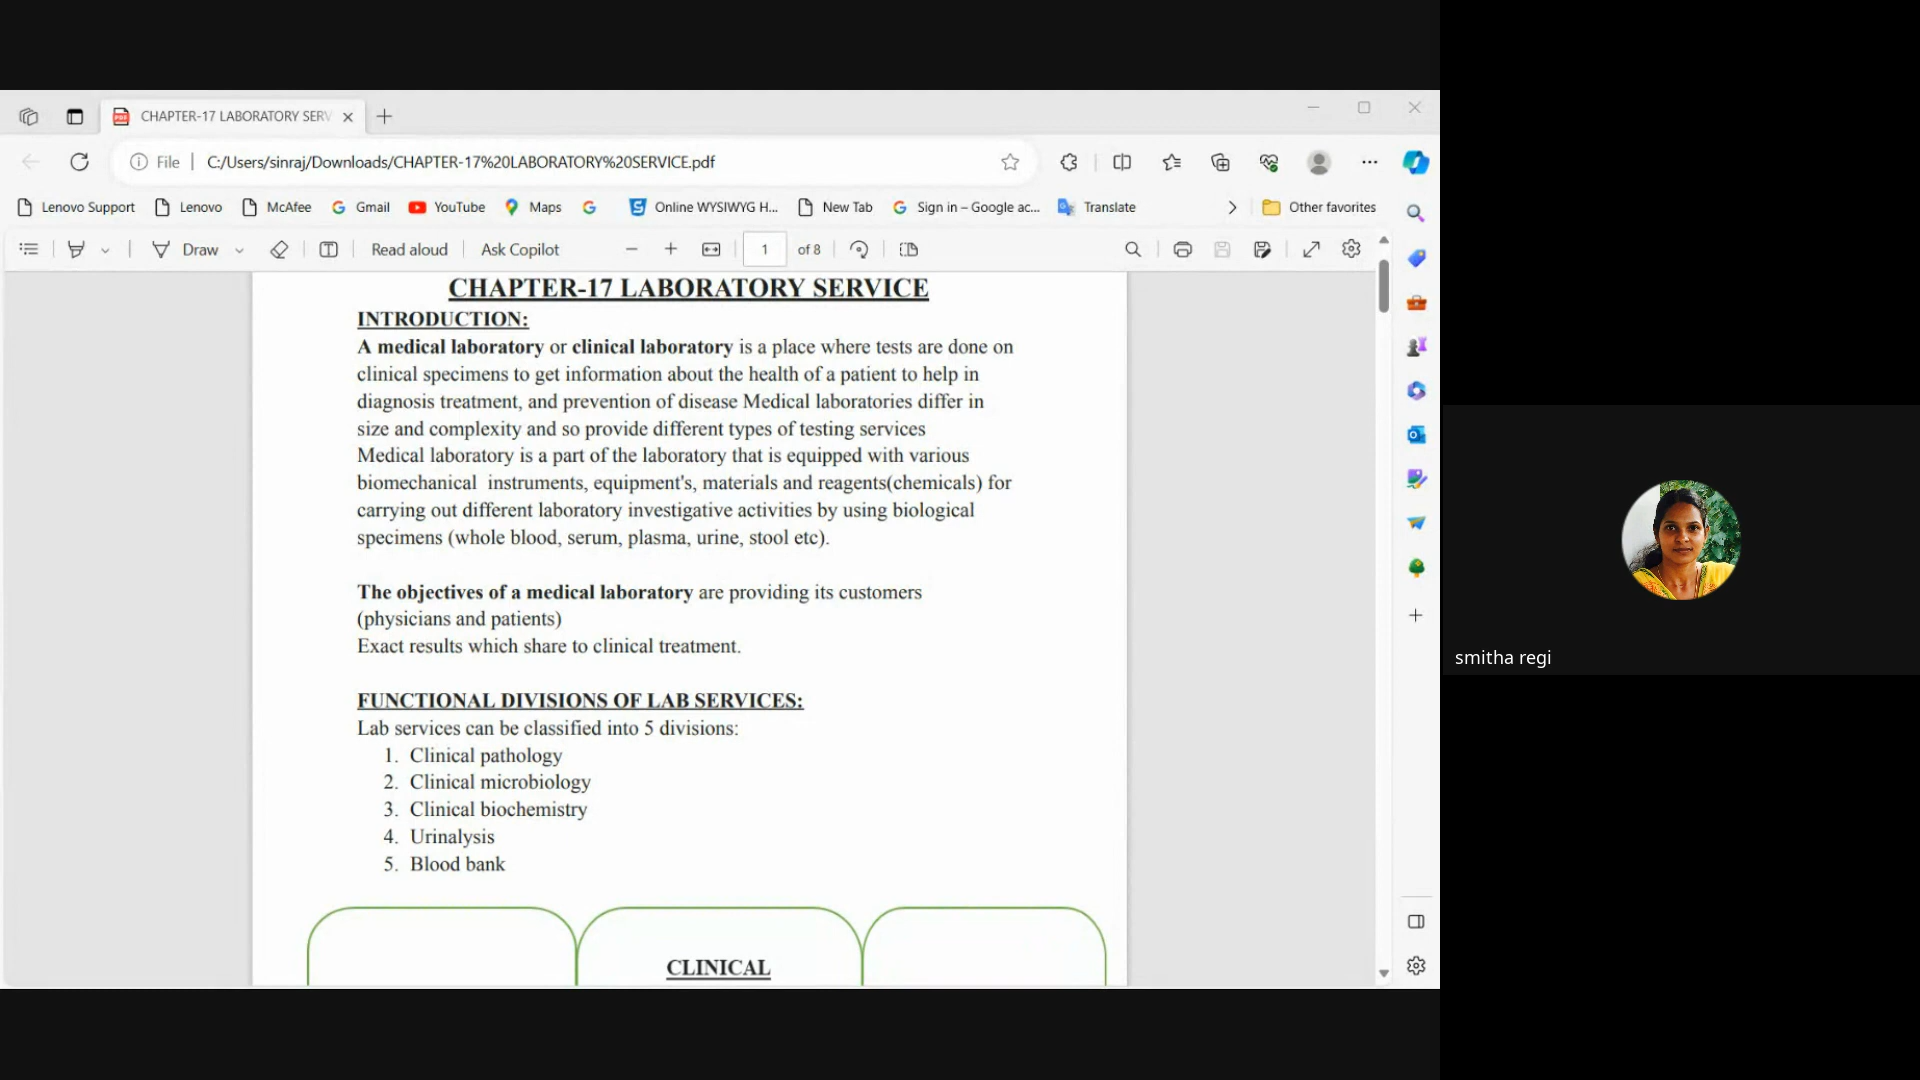 CHAPTER-17 LABORATORY SERV
File
C:/Users/sinraj/Downloads/CHAPTER-17%20LABORATORY%20SERVICE.pdf
Lenovo Support Lenovo McAfee Gmail YouTube Maps Online WYSIWYG H... New Tab Sign in – Google ac... Translate Other favorites
Draw Read aloud Ask Copilot 1 of 8
CHAPTER-17 LABORATORY SERVICE
INTRODUCTION:
A medical laboratory or clinical laboratory is a place where tests are done on
clinical specimens to get information about the health of a patient to help in
diagnosis treatment, and prevention of disease Medical laboratories differ in
size and complexity and so provide different types of testing services
Medical laboratory is a part of the laboratory that is equipped with various
biomechanical instruments, equipment's, materials and reagents(chemicals) for
carrying out different laboratory investigative activities by using biological
specimens (whole blood, serum, plasma, urine, stool etc).
The objectives of a medical laboratory are providing its customers
(physicians and patients)
Exact results which share to clinical treatment.
FUNCTIONAL DIVISIONS OF LAB SERVICES:
Lab services can be classified into 5 divisions:
1. Clinical pathology
2. Clinical microbiology
3. Clinical biochemistry
4. Urinalysis
5. Blood bank
CLINICAL
smitha regi